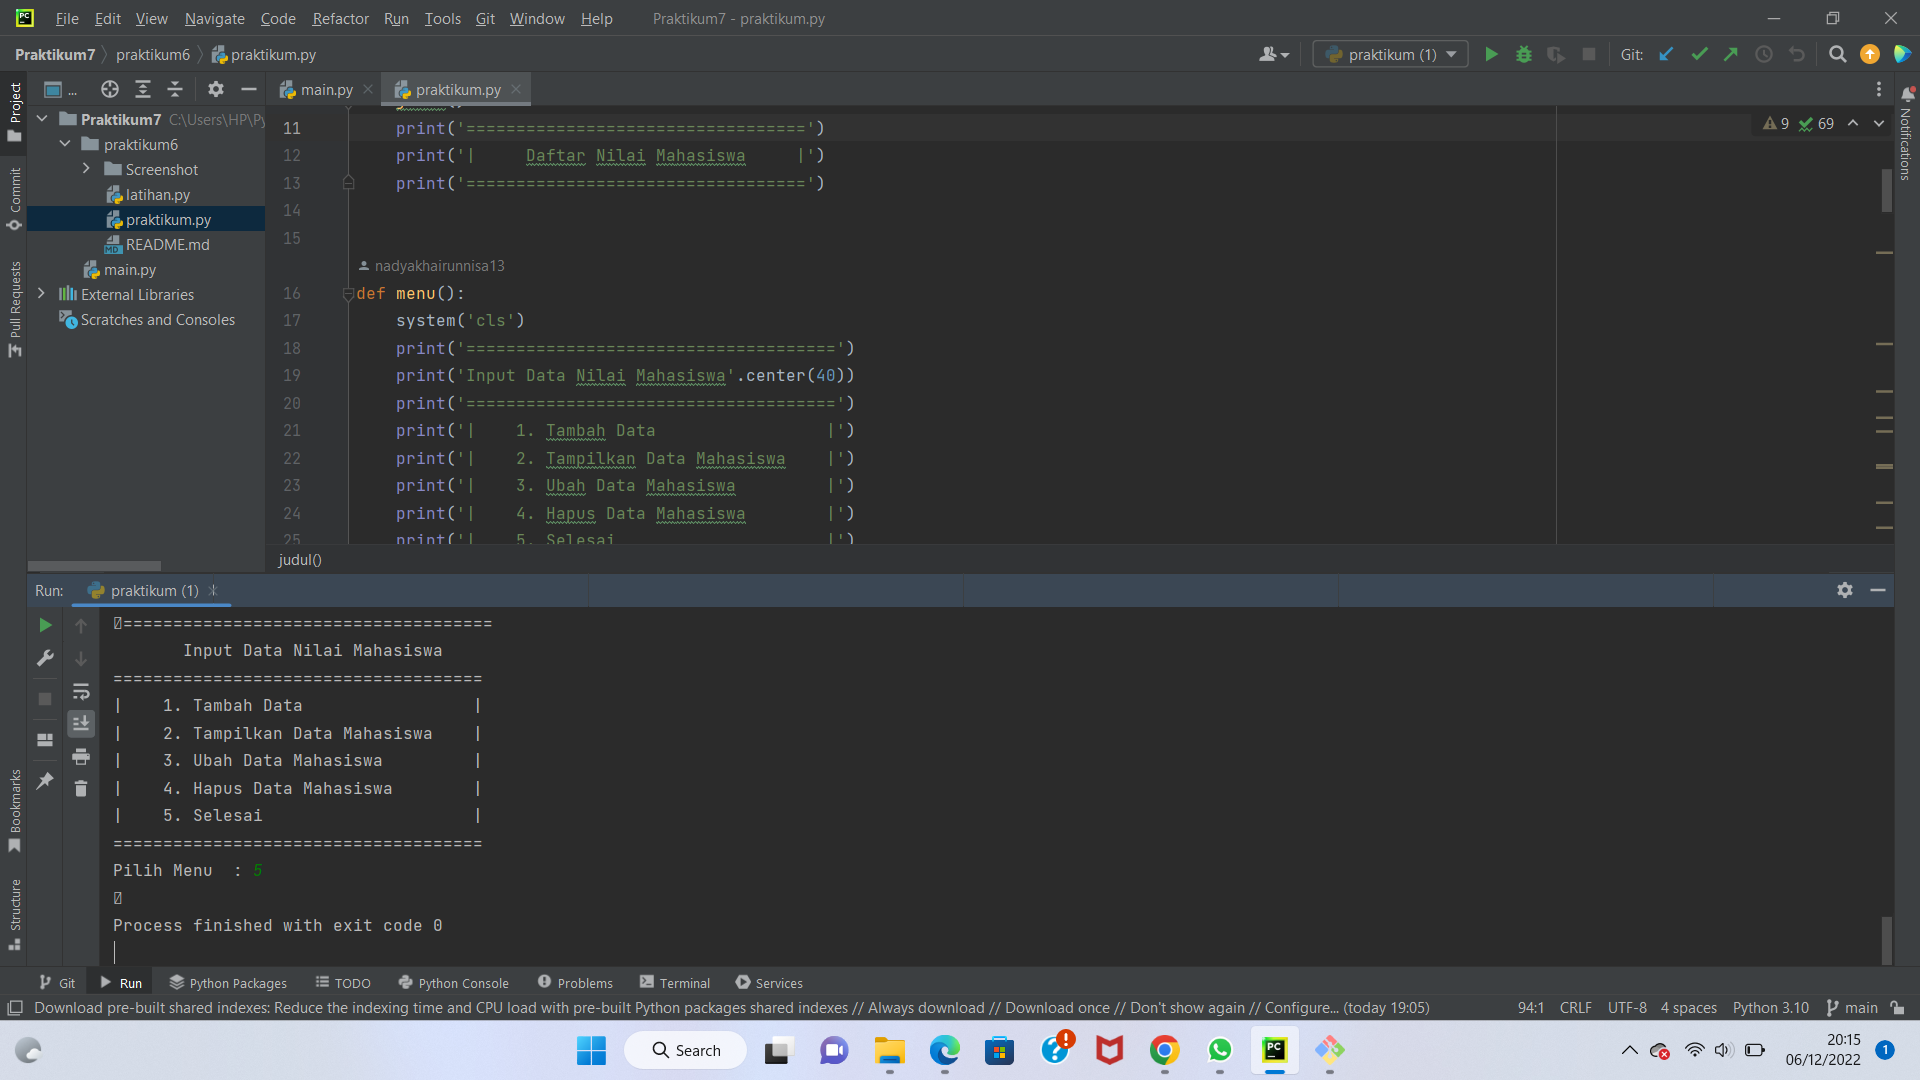 File Edit View Navigate Code Refactor Run Tools Git Window Help Praktikum7 - praktikum.py
Praktikum7 praktikum6 praktikum.py praktikum (1) Git:
... main.py praktikum.py
Project
Commit
Pull Requests
Bookmarks
Structure
Notifications
Praktikum7 C:\Users\HP\Py
praktikum6
Screenshot
latihan.py
praktikum.py
README.md
main.py
External Libraries
Scratches and Consoles
9 69
11 print('==================================')
12 print('|     Daftar Nilai Mahasiswa     |')
13 print('==================================')
14
15
nadyakhairunnisa13
16 def menu():
17 system('cls')
18 print('=====================================')
19 print('Input Data Nilai Mahasiswa'.center(40))
20 print('=====================================')
21 print('|    1. Tambah Data                 |')
22 print('|    2. Tampilkan Data Mahasiswa    |')
23 print('|    3. Ubah Data Mahasiswa         |')
24 print('|    4. Hapus Data Mahasiswa        |')
25 print('|    5. Selesai                     |')
judul()
Run: praktikum (1)
=====================================
Input Data Nilai Mahasiswa
=====================================
|    1. Tambah Data                 |
|    2. Tampilkan Data Mahasiswa    |
|    3. Ubah Data Mahasiswa         |
|    4. Hapus Data Mahasiswa        |
|    5. Selesai                     |
=====================================
Pilih Menu  : 5
Process finished with exit code 0
Git Run Python Packages TODO Python Console Problems Terminal Services
Download pre-built shared indexes: Reduce the indexing time and CPU load with pre-built Python packages shared indexes // Always download // Download once // Don't show again // Configure... (today 19:05) 94:1 CRLF UTF-8 4 spaces Python 3.10 main
Search
20:15
06/12/2022
1